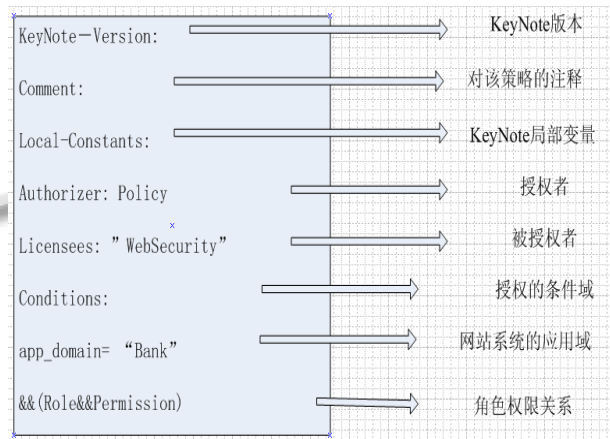 KeyNote－Version: KeyNote版本
Comment: 对该策略的注释
Local-Constants: KeyNote局部变量
Authorizer: Policy 授权者
Licensees: ” WebSecurity” 被授权者
Conditions: 授权的条件域
app_domain= “Bank” 网站系统的应用域
&&(Role&&Permission) 角色权限关系